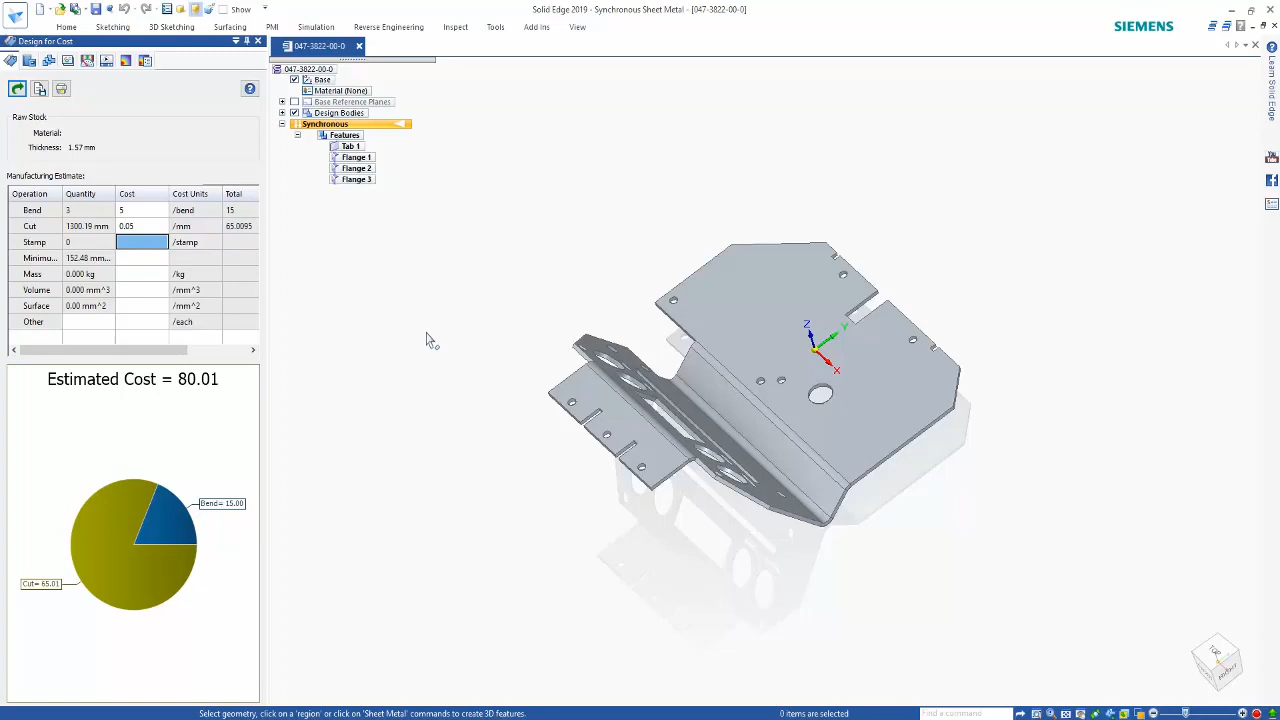 Show
Solid Edge 2019 - Synchronous Sheet Metal - [047-3822-00-0]
Home Sketching 3D Sketching Surfacing PMI Simulation Reverse Engineering Inspect Tools Add ins View
SIEMENS
Design for Cost
047-3822-00-0
Learn Solid Edge
047-3822-00-0
Base
Material (None)
Base Reference Planes
Design Bodies
Synchronous
Features
Tab 1
Flange 1
Flange 2
Flange 3
Raw Stock
Material:
Thickness: 1.57 mm
Manufacturing Estimate:
Operation Quantity Cost Cost Units Total
Bend 3 5 /bend 15
Cut 1300.19 mm 0.05 /mm 65.0095
Stamp 0 /stamp
Minimu... 152.48 mm...
Mass 0.000 kg /kg
Volume 0.000 mm^3 /mm^3
Surface 0.00 mm^2 /mm^2
Other /each
Estimated Cost = 80.01
Bend= 15.00
Cut= 65.01
Z
Y
X
TOP
RIGHT
Select geometry, click on a 'region' or click on 'Sheet Metal' commands to create 3D features.
0 items are selected
Find a command